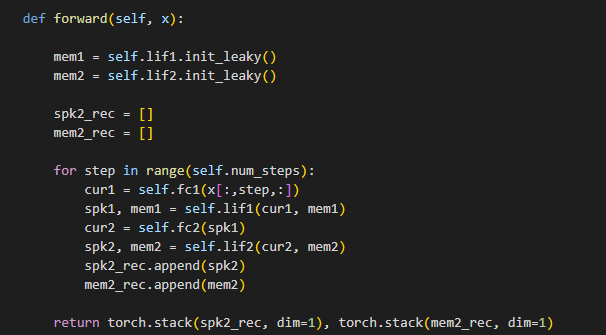 def forward(self, x):
mem1 = self.lif1.init_leaky()
mem2 = self.lif2.init_leaky()
spk2_rec = []
mem2_rec = []
for step in range(self.num_steps):
cur1 = self.fc1(x[:,step,:])
spk1, mem1 = self.lif1(cur1, mem1)
cur2 = self.fc2(spk1)
spk2, mem2 = self.lif2(cur2, mem2)
spk2_rec.append(spk2)
mem2_rec.append(mem2)
return torch.stack(spk2_rec, dim=1), torch.stack(mem2_rec, dim=1)